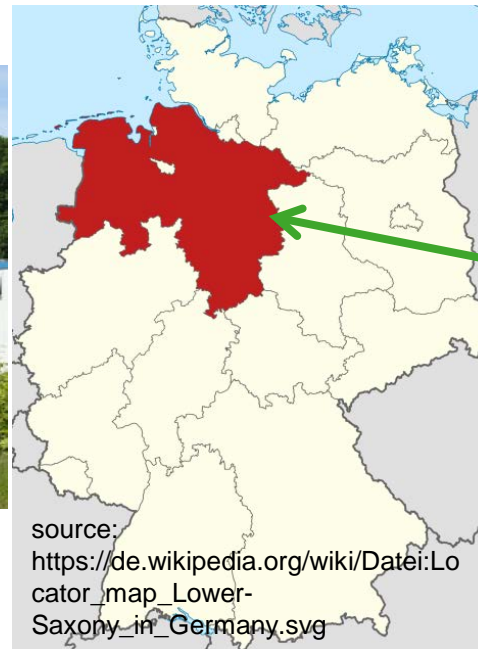 source:
https://de.wikipedia.org/wiki/Datei:Lo
cator_map_Lower-
Saxony_in_Germany.svg